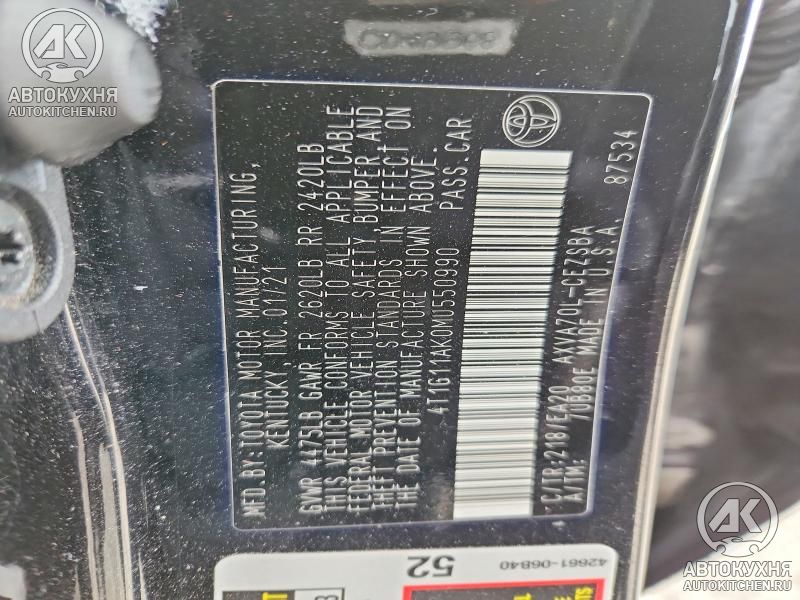 MFD.BY:TOYOTA MOTOR MANUFACTURING,
KENTUCKY, INC.01/21
GVWR 4475LB GAWR FR 2620LB RR 2420LB
THIS VEHICLE CONFORMS TO ALL APPLICABLE
FEDERAL MOTOR VEHICLE SAFETY, BUMPER, AND
THEFT PREVENTION STANDARDS IN EFFECT ON
THE DATE OF MANUFACTURE SHOWN ABOVE.
4T1G11AK0MU550990 PASS.CAR
C/TR:218/FA20 AXVA70L-CEZSBA
A/TM: /UB80E MADE IN U.S.A. 87534
42661-06B40
52
АК
АВТОКУХНЯ
AUTOKITCHEN.RU
АК
АВТОКУХНЯ
AUTOKITCHEN.RU